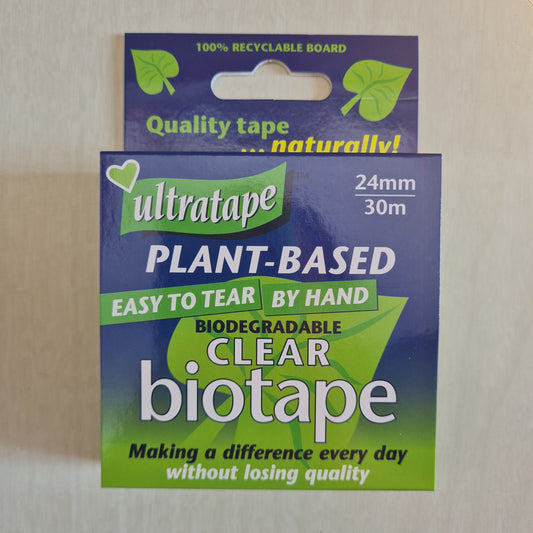 100% RECYCLABLE BOARD
Quality tape
... naturally!
ultratape™
24mm
30m
PLANT-BASED
EASY TO TEAR BY HAND
BIODEGRADABLE
CLEAR
biotape
Making a difference every day
without losing quality